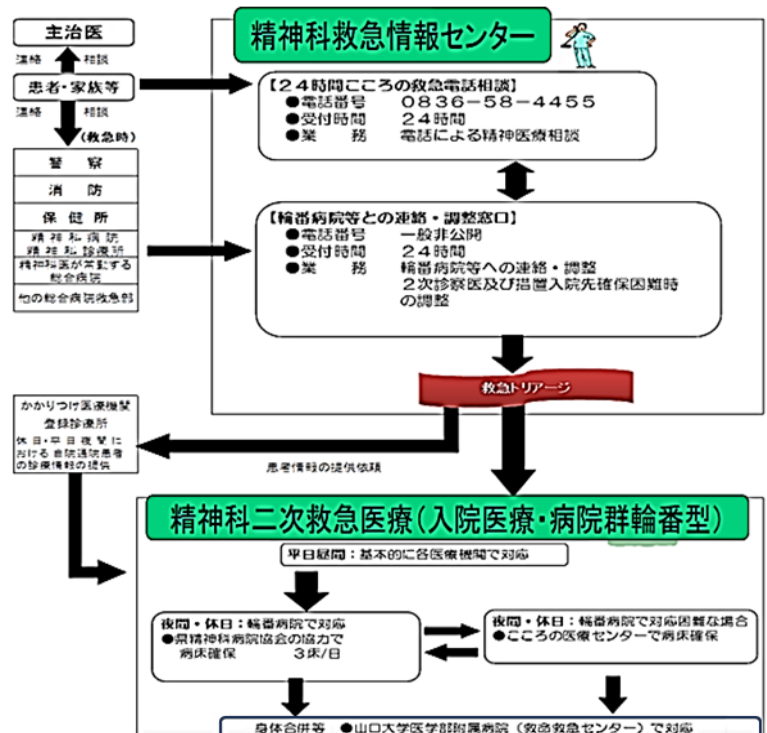 主治医
連絡 相談
患者・家族等
連絡 相談
(救急時)
警 察
消 防
保 健 所
精 神 科 病 院
精 神 科 診 療 所
精神科医が常勤する
総合病院
他の総合病院救急部
精神科救急情報センター
【24時間こころの救急電話相談】
●電話番号 0836-58-4455
●受付時間 24時間
●業 務 電話による精神医療相談
【輪番病院等との連絡・調整窓口】
●電話番号 一般非公開
●受付時間 24時間
●業 務 輪番病院等への連絡・調整
2次診察医及び措置入院先確保困難時
の調整
救急トリアージ
かかりつけ医療機関
登録診療所
休日・平日夜間に
おける自院通院患者
の診療情報の提供
患者情報の提供依頼
精神科二次救急医療(入院医療・病院群輪番型)
平日昼間：基本的に各医療機関で対応
夜間・休日：輪番病院で対応
●県精神科病院協会の協力で
病床確保 3床/日
夜間・休日：輪番病院で対応困難な場合
●こころの医療センターで病床確保
身体合併等 ●山口大学医学部附属病院（救命救急センター）で対応